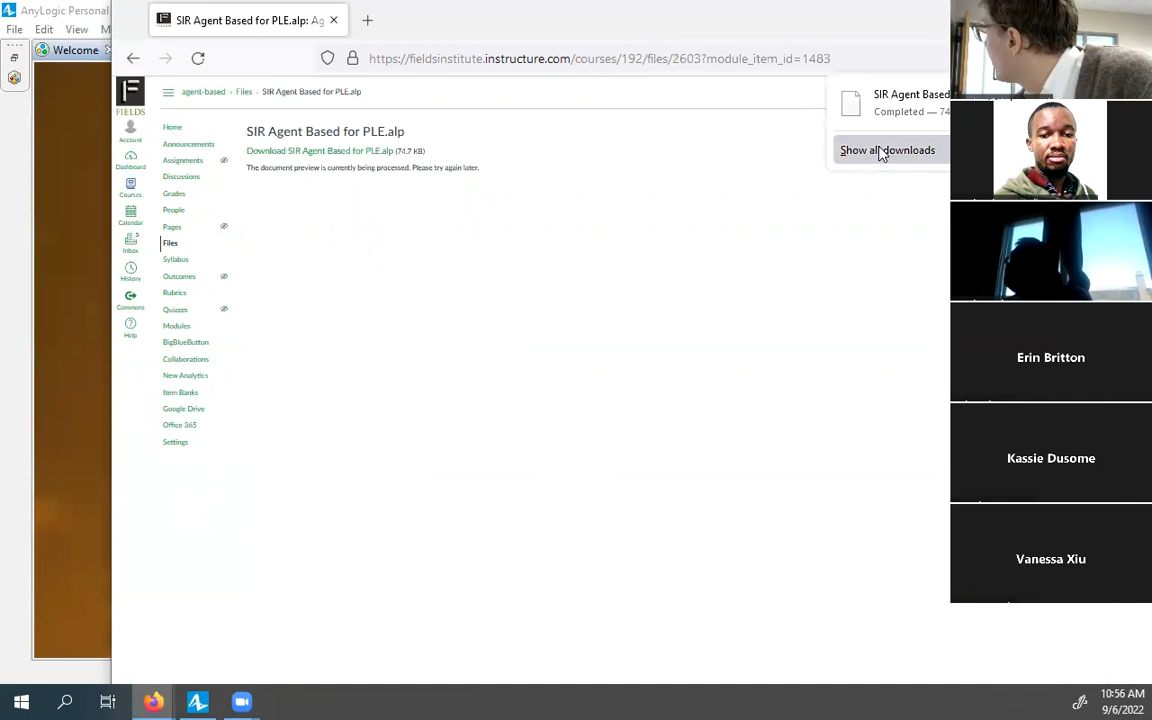 AnyLogic Personal
File Edit View M
Welcome
SIR Agent Based for PLE.alp: Ag
https://fieldsinstitute.instructure.com/courses/192/files/2603?module_item_id=1483
FIELDS
Account
Dashboard
Courses
Calendar
3
Inbox
History
Commons
Help
agent-based Files SIR Agent Based for PLE.alp
Home
Announcements
Assignments
Discussions
Grades
People
Pages
Files
Syllabus
Outcomes
Rubrics
Quizzes
Modules
BigBlueButton
Collaborations
New Analytics
Item Banks
Google Drive
Office 365
Settings
SIR Agent Based for PLE.alp
Download SIR Agent Based for PLE.alp (74.7 KB)
The document preview is currently being processed. Please try again later.
SIR Agent Based
Completed — 74
Show all downloads
Erin Britton
Kassie Dusome
Vanessa Xiu
10:56 AM
9/6/2022